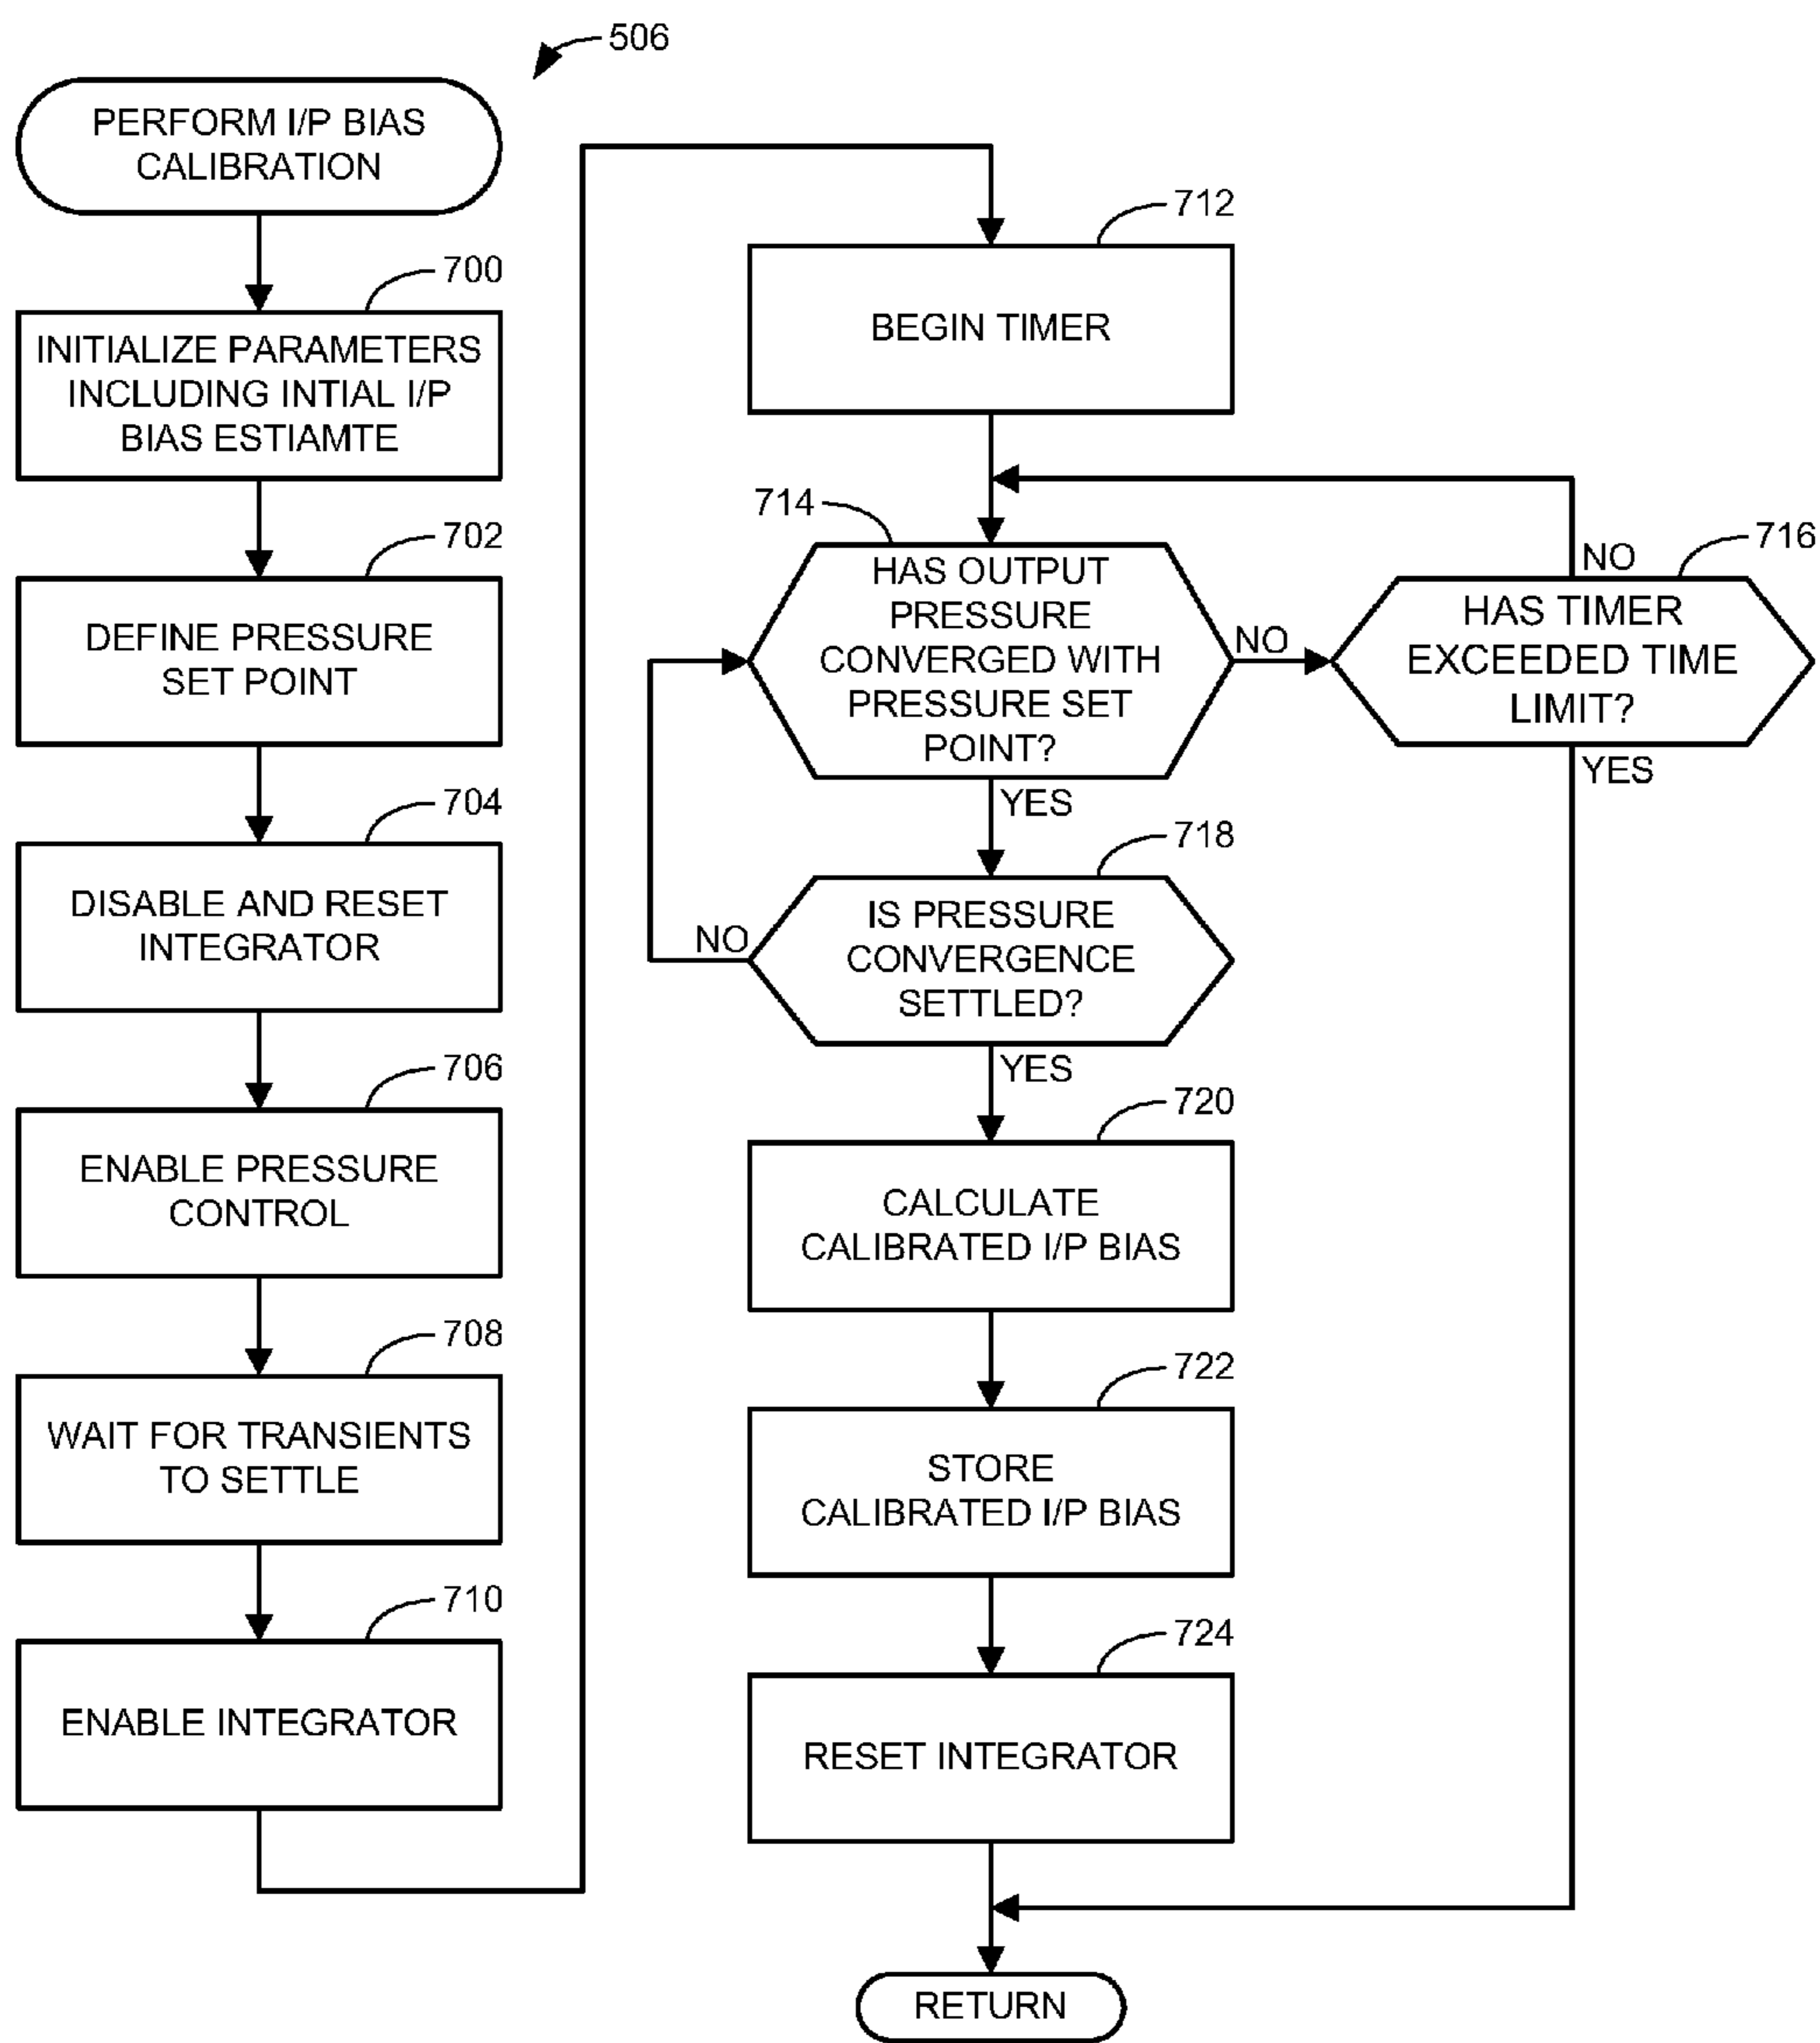 506
PERFORM I/P BIAS
CALIBRATION
700
INITIALIZE PARAMETERS
INCLUDING INTIAL I/P
BIAS ESTIAMTE
702
DEFINE PRESSURE
SET POINT
704
DISABLE AND RESET
INTEGRATOR
706
ENABLE PRESSURE
CONTROL
708
WAIT FOR TRANSIENTS
TO SETTLE
710
ENABLE INTEGRATOR
712
BEGIN TIMER
714
HAS OUTPUT
PRESSURE
CONVERGED WITH
PRESSURE SET
POINT?
NO
YES
716
NO
HAS TIMER
EXCEEDED TIME
LIMIT?
YES
718
IS PRESSURE
CONVERGENCE
SETTLED?
NO
YES
720
CALCULATE
CALIBRATED I/P BIAS
722
STORE
CALIBRATED I/P BIAS
724
RESET INTEGRATOR
RETURN